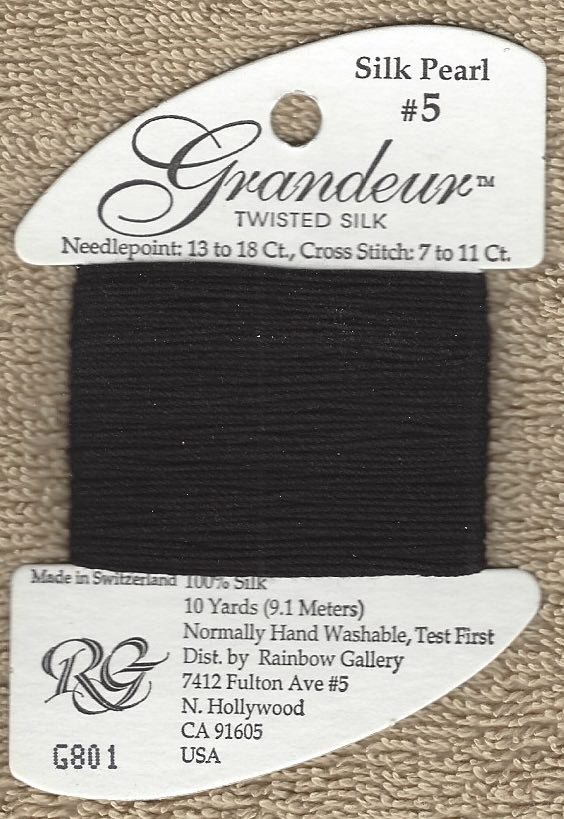 Silk Pearl
#5
Grandeur™
TWISTED SILK
Needlepoint: 13 to 18 Ct., Cross Stitch: 7 to 11 Ct.
Made in Switzerland 100% Silk
10 Yards (9.1 Meters)
Normally Hand Washable, Test First
Dist. by Rainbow Gallery
7412 Fulton Ave #5
N. Hollywood
CA 91605
USA
RG
G801